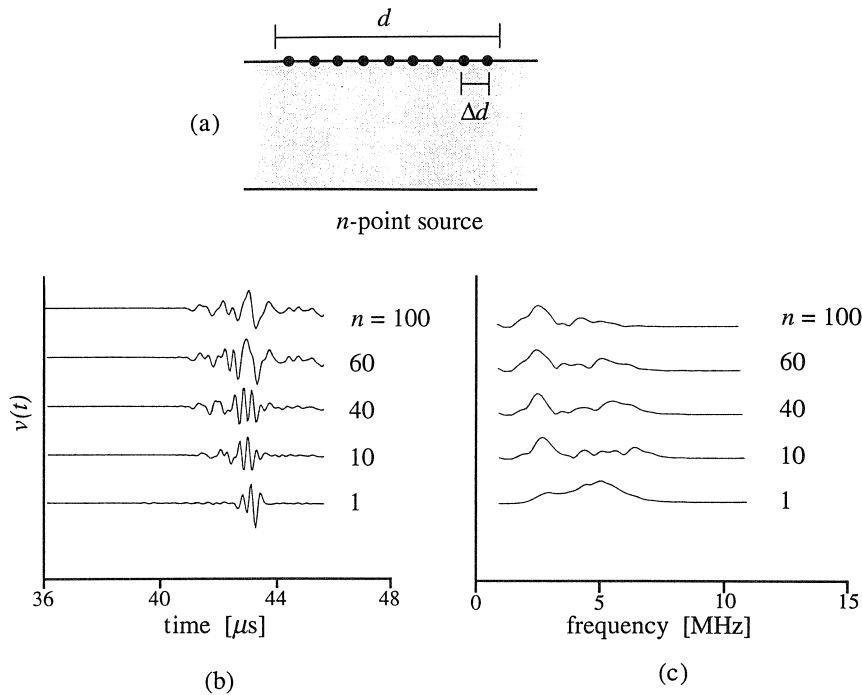 d
Δd
(a)
n-point source
n = 100
60
40
10
1
v(t)
36 40 44 48
time [μs]
(b)
n = 100
60
40
10
1
0 5 10 15
frequency [MHz]
(c)